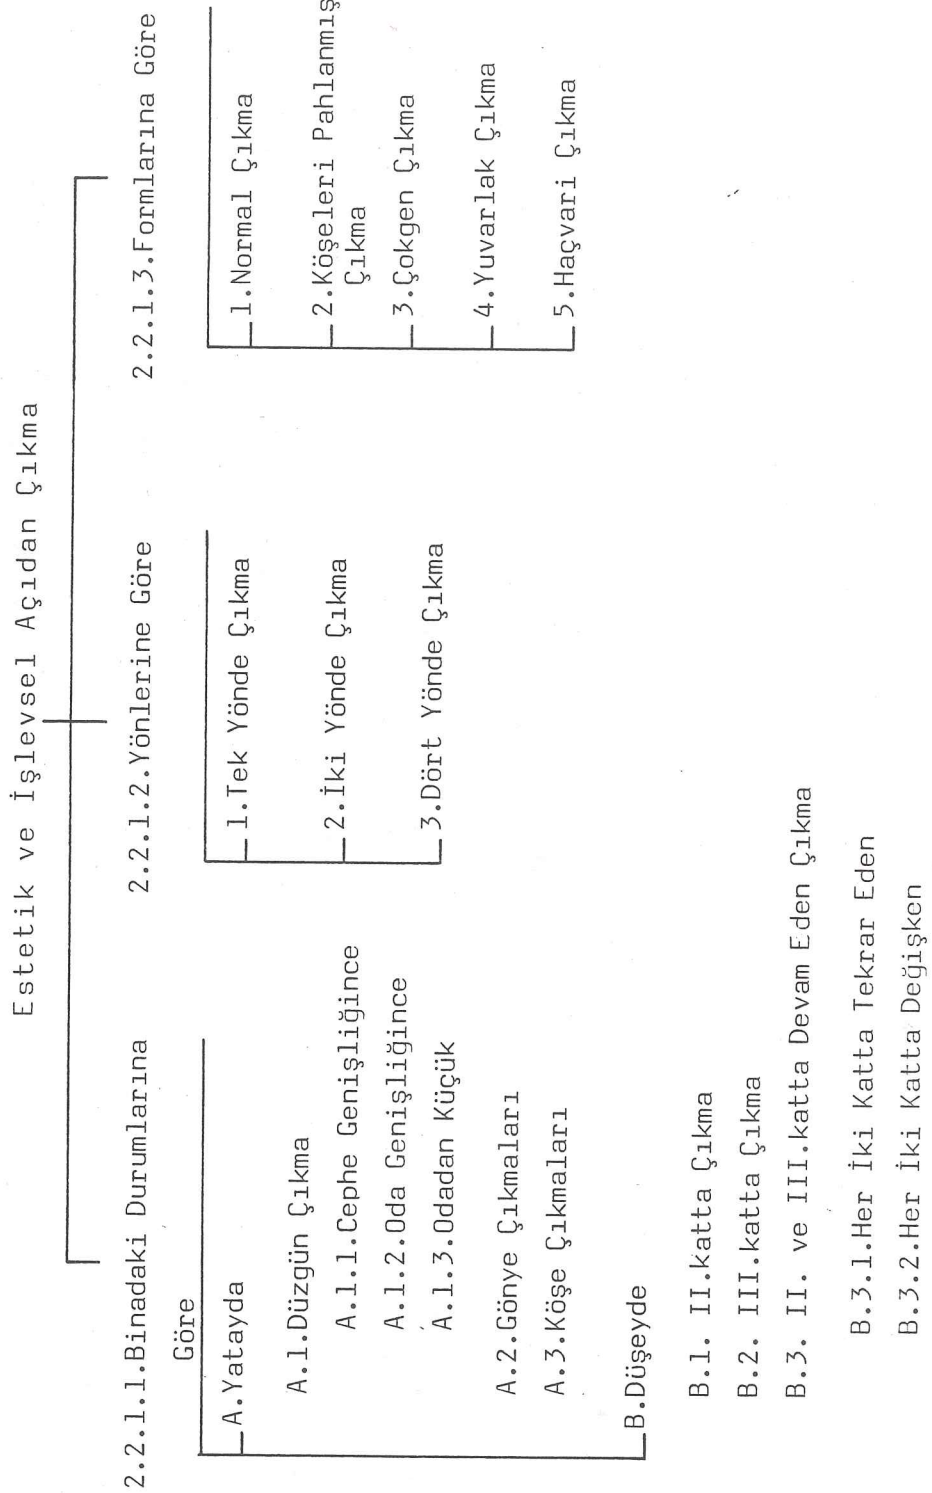 Estetik ve İşlevsel Açıdan Çıkma
2.2.1.1.Binadaki Durumlarına
Göre
A.Yatayda
A.1.Düzgün Çıkma
A.1.1.Cephe Genişliğince
A.1.2.Oda Genişliğince
A.1.3.Odadan Küçük
A.2.Gönye Çıkmaları
A.3.Köşe Çıkmaları
B.Düşeyde
B.1. II.katta Çıkma
B.2. III.katta Çıkma
B.3. II. ve III.katta Devam Eden Çıkma
B.3.1.Her İki Katta Tekrar Eden
B.3.2.Her İki Katta Değişken
2.2.1.2.Yönlerine Göre
1.Tek Yönde Çıkma
2.İki Yönde Çıkma
3.Dört Yönde Çıkma
2.2.1.3.Formlarına Göre
1.Normal Çıkma
2.Köşeleri Pahlanmış
Çıkma
3.Çokgen Çıkma
4.Yuvarlak Çıkma
5.Haçvari Çıkma